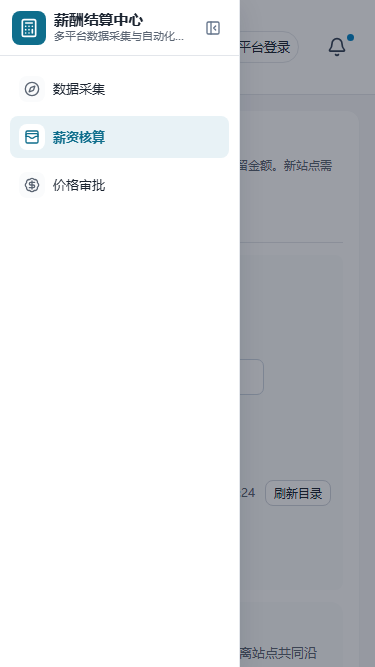 薪酬结算中心
多平台数据采集与自动化...
平台登录
数据采集
薪资核算
价格审批
留金额。新站点需
24
刷新目录
离站点共同沿